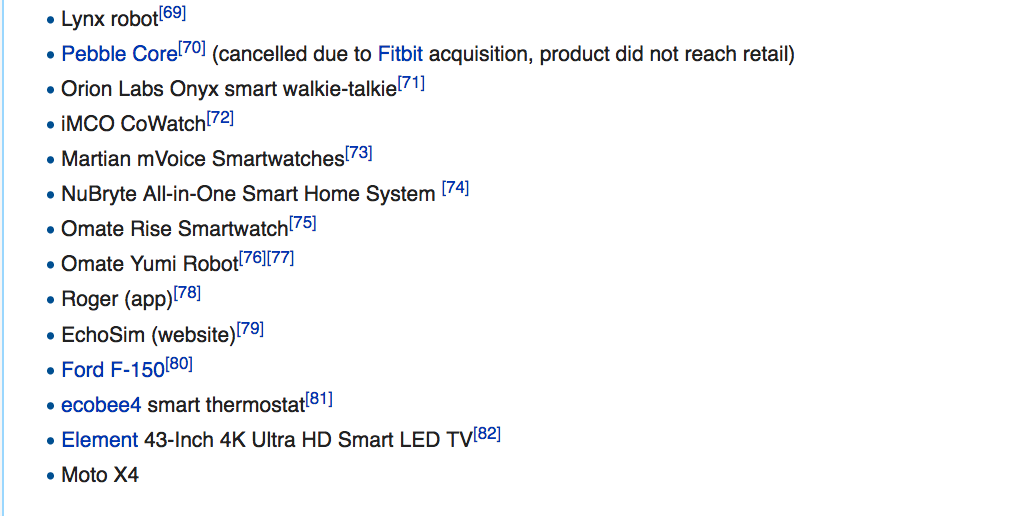 • Lynx robot[69]
• Pebble Core[70] (cancelled due to Fitbit acquisition, product did not reach retail)
• Orion Labs Onyx smart walkie-talkie[71]
• iMCO CoWatch[72]
• Martian mVoice Smartwatches[73]
• NuBryte All-in-One Smart Home System [74]
• Omate Rise Smartwatch[75]
• Omate Yumi Robot[76][77]
• Roger (app)[78]
• EchoSim (website)[79]
• Ford F-150[80]
• ecobee4 smart thermostat[81]
• Element 43-Inch 4K Ultra HD Smart LED TV[82]
• Moto X4